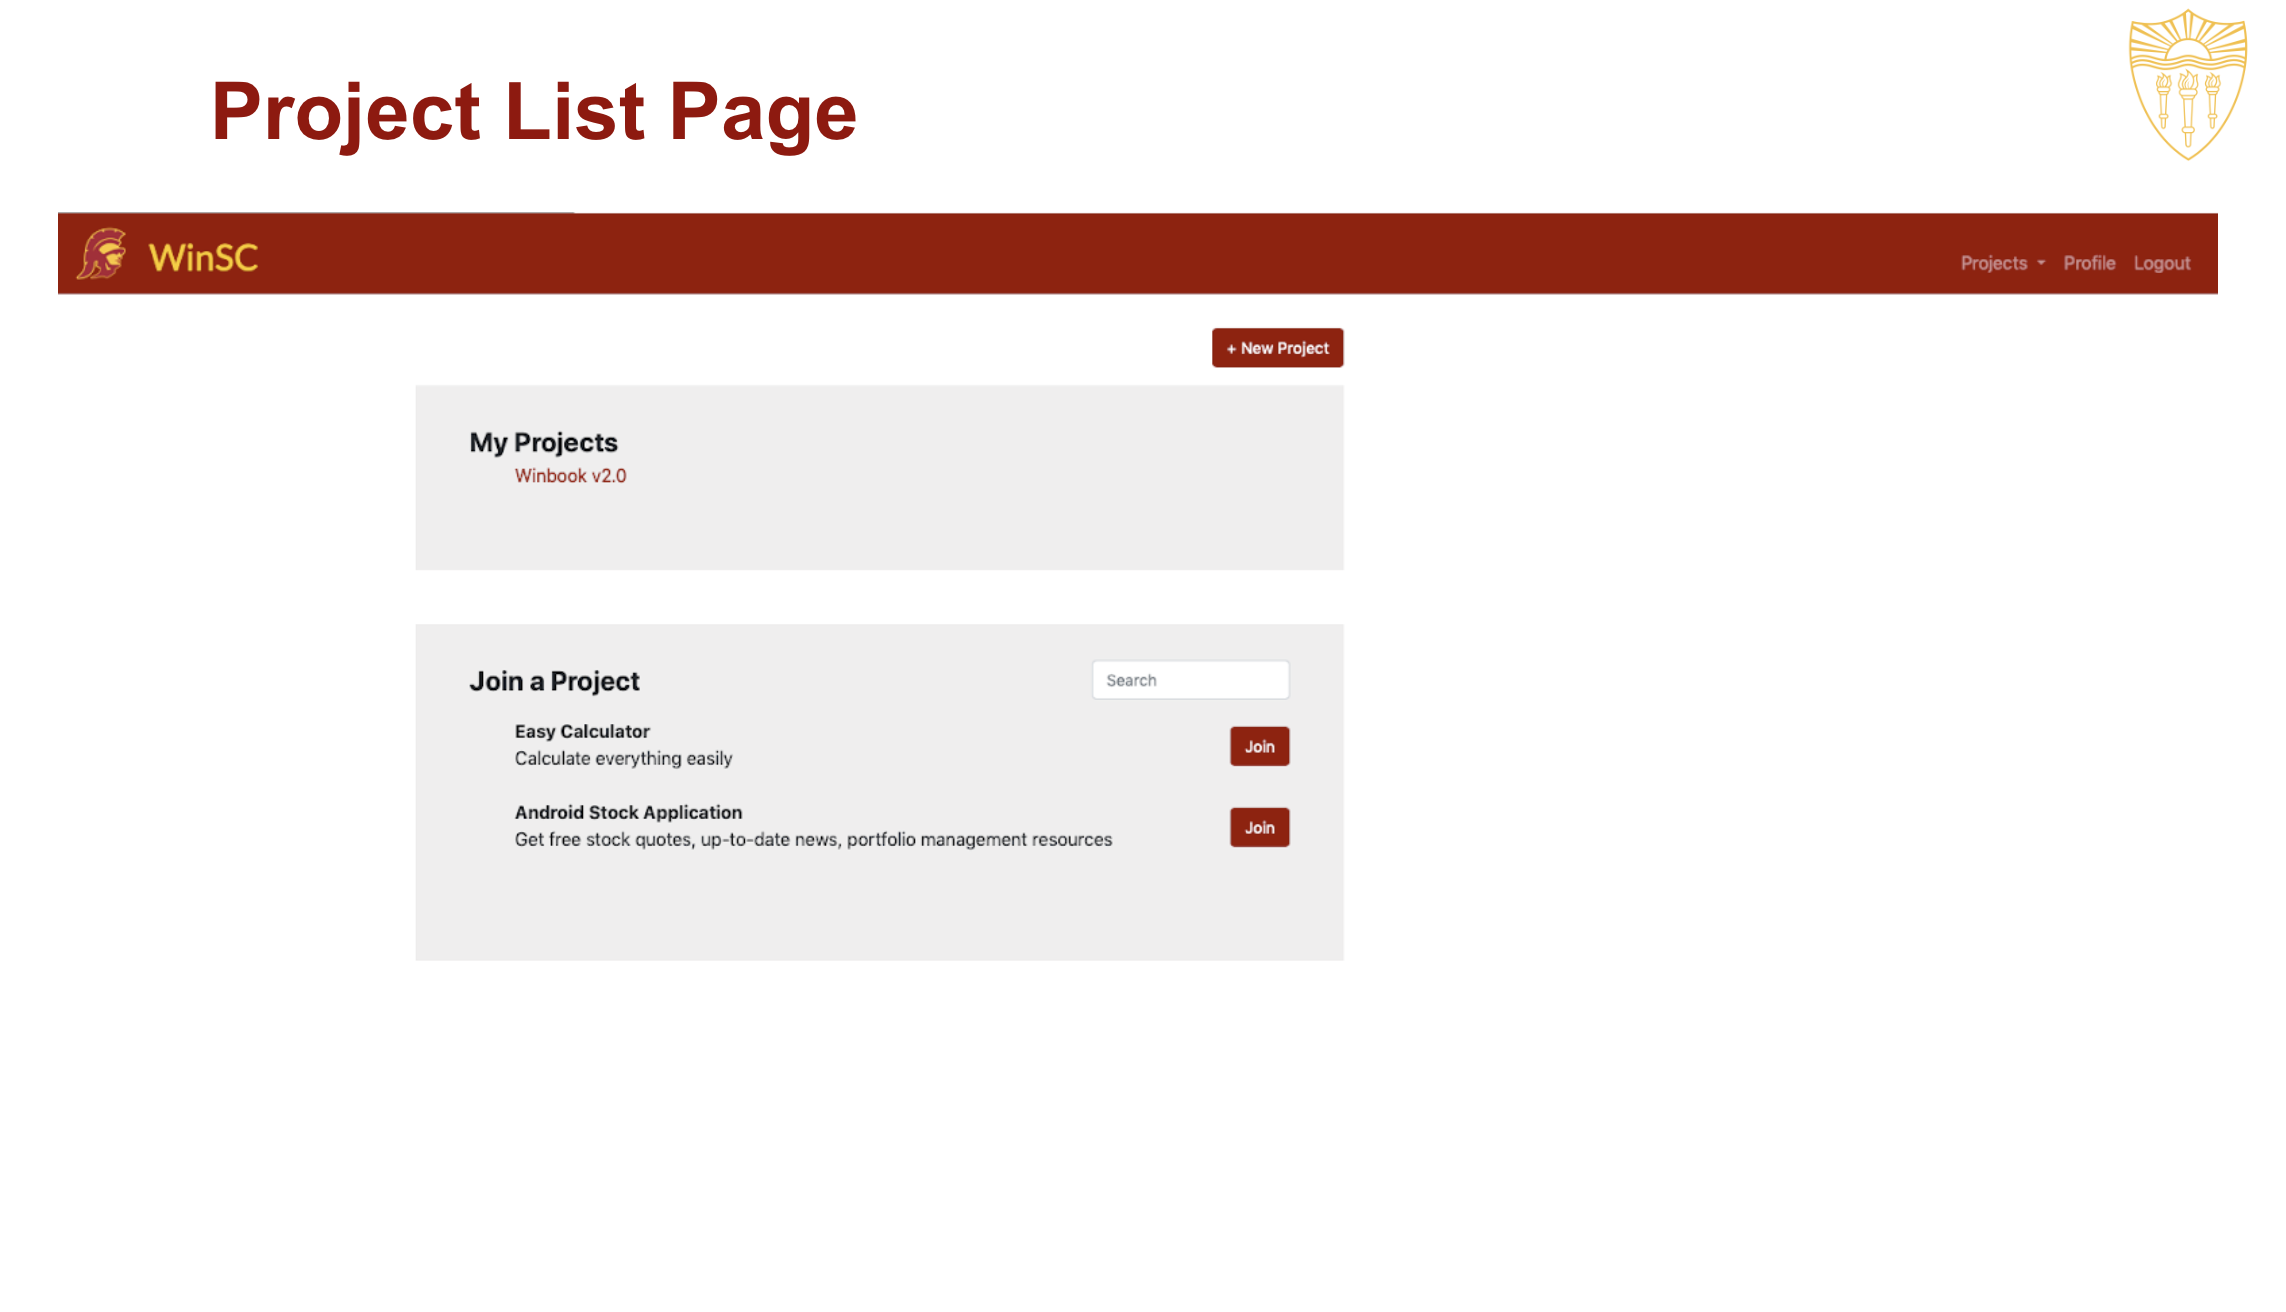 Project List Page
WinSC
Projects Profile Logout
+ New Project
My Projects
Winbook v2.0
Join a Project
Search
Easy Calculator
Calculate everything easily
Join
Android Stock Application
Get free stock quotes, up-to-date news, portfolio management resources
Join